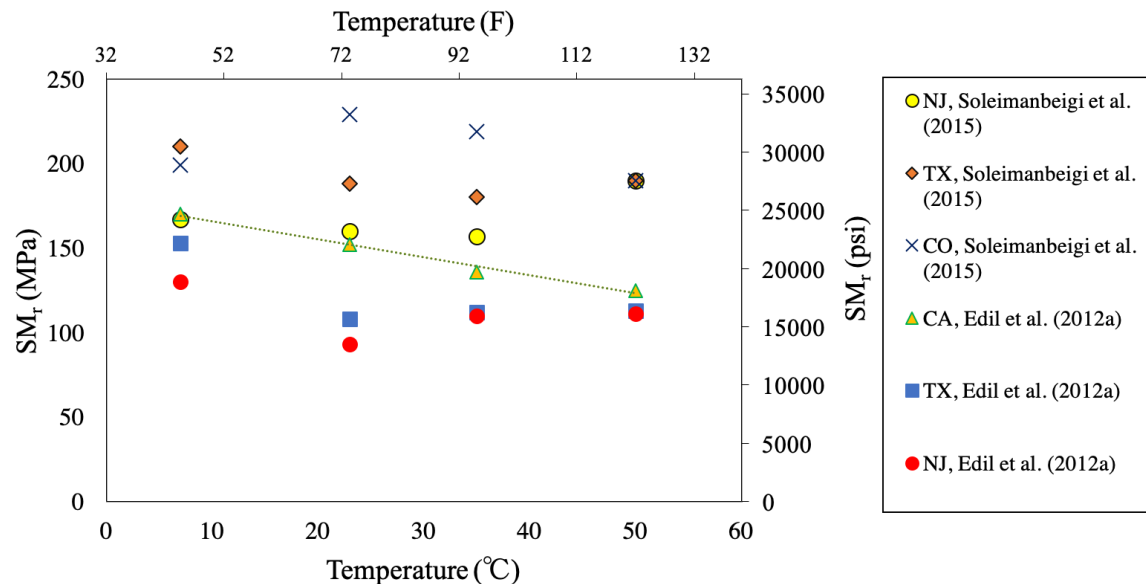 Temperature (F)
32 52 72 92 112 132
250
200
150
100
50
0
SMr (MPa)
35000
30000
25000
20000
15000
10000
5000
0
SMr (psi)
0 10 20 30 40 50 60
Temperature (℃)
NJ, Soleimanbeigi et al.
(2015)
TX, Soleimanbeigi et al.
(2015)
CO, Soleimanbeigi et al.
(2015)
CA, Edil et al. (2012a)
TX, Edil et al. (2012a)
NJ, Edil et al. (2012a)